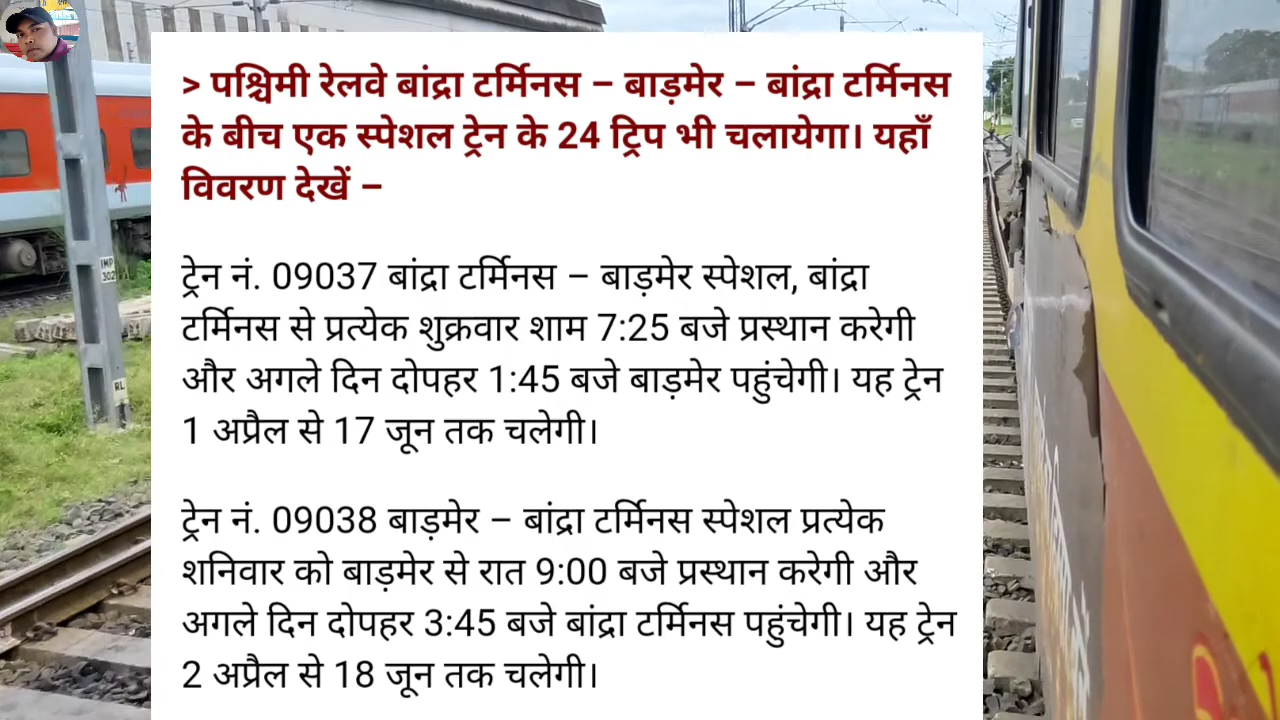 > पश्चिमी रेलवे बांद्रा टर्मिनस – बाड़मेर – बांद्रा टर्मिनस
के बीच एक स्पेशल ट्रेन के 24 ट्रिप भी चलायेगा। यहाँ
विवरण देखें –
ट्रेन नं. 09037 बांद्रा टर्मिनस – बाड़मेर स्पेशल, बांद्रा
टर्मिनस से प्रत्येक शुक्रवार शाम 7:25 बजे प्रस्थान करेगी
और अगले दिन दोपहर 1:45 बजे बाड़मेर पहुंचेगी। यह ट्रेन
1 अप्रैल से 17 जून तक चलेगी।
ट्रेन नं. 09038 बाड़मेर – बांद्रा टर्मिनस स्पेशल प्रत्येक
शनिवार को बाड़मेर से रात 9:00 बजे प्रस्थान करेगी और
अगले दिन दोपहर 3:45 बजे बांद्रा टर्मिनस पहुंचेगी। यह ट्रेन
2 अप्रैल से 18 जून तक चलेगी।
IMP
302
RL